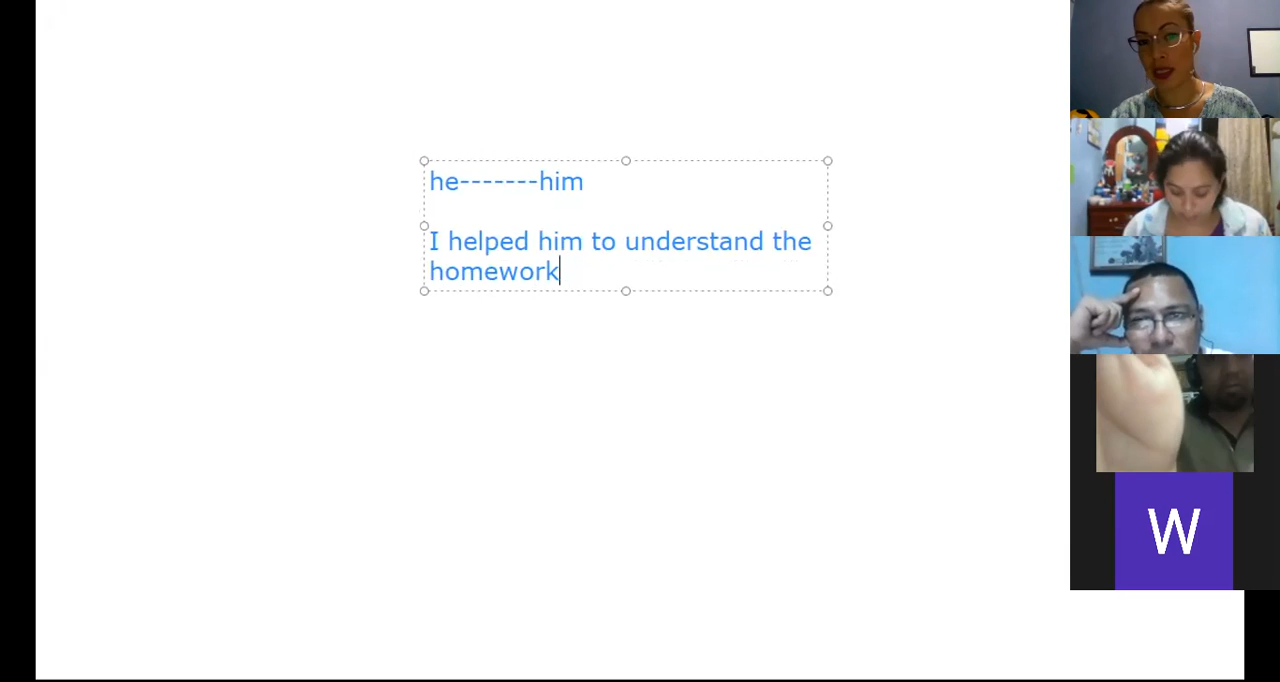 he-------him
I helped him to understand the
homework
W